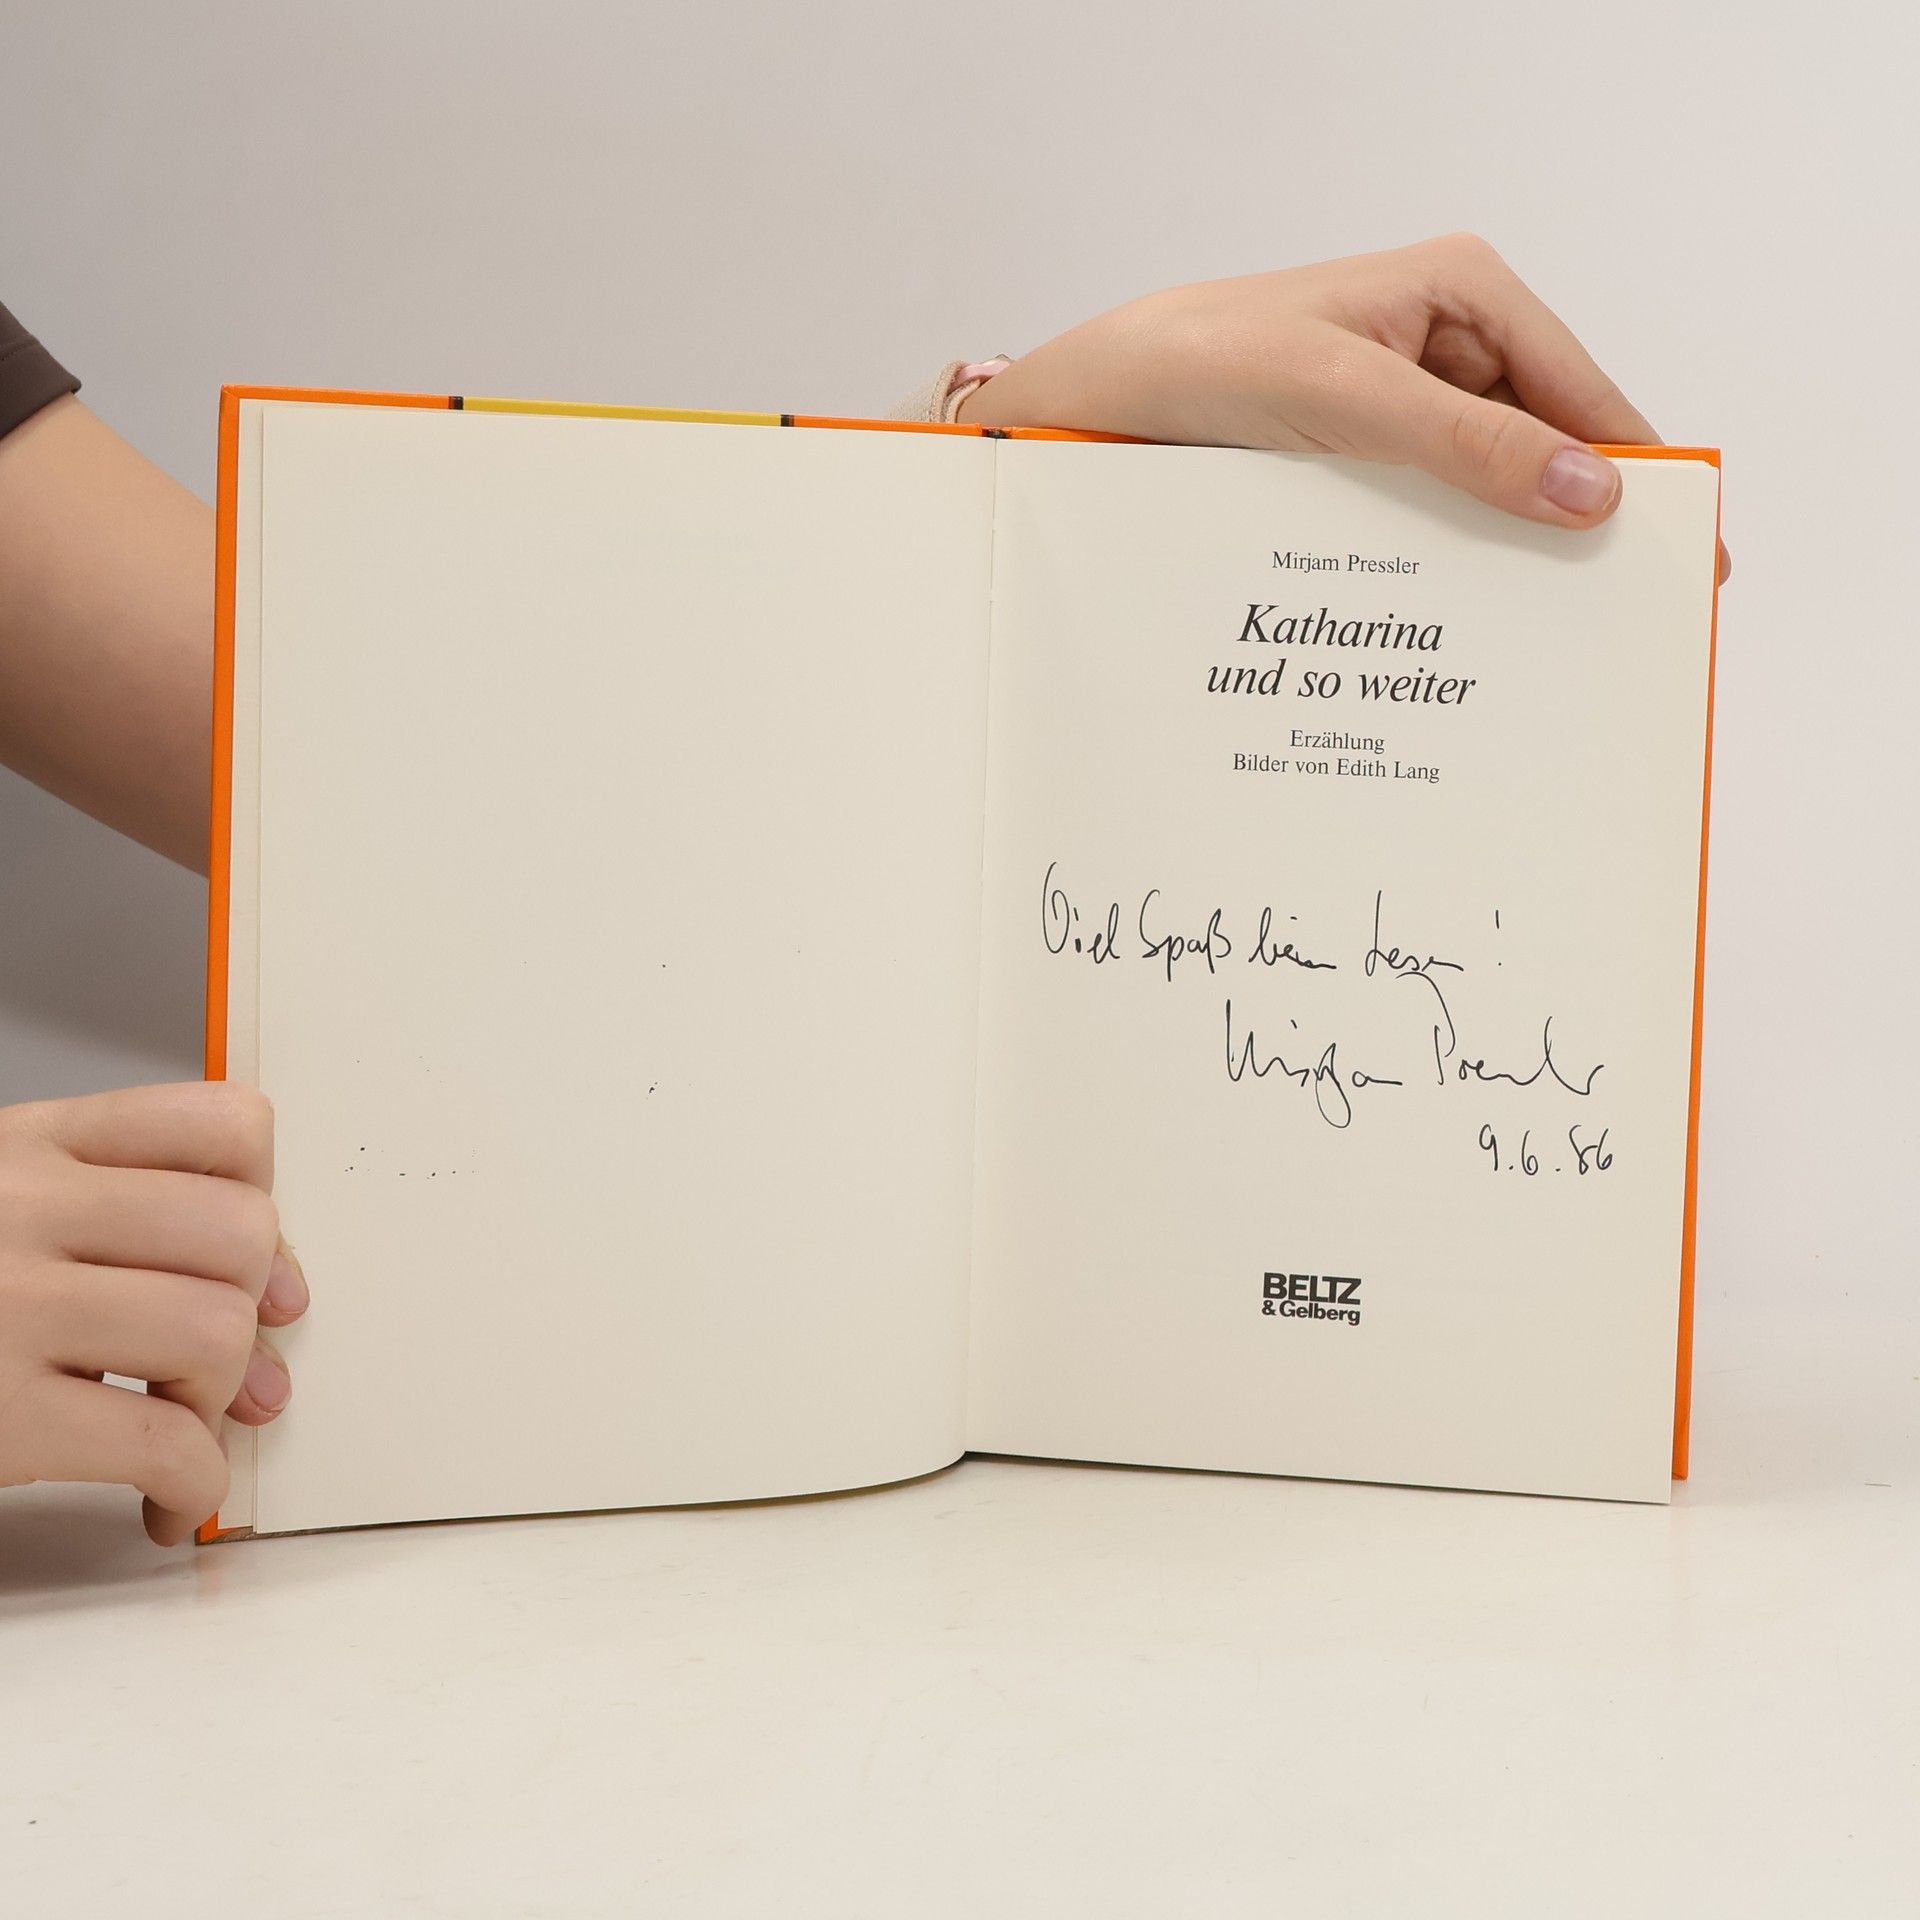 Mirjam Pressler
Katharina
und so weiter
Erzählung
Bilder von Edith Lang
Viel Spaß beim Lesen!
Mirjam Pressler
9.6.86
BELTZ
& Gelberg